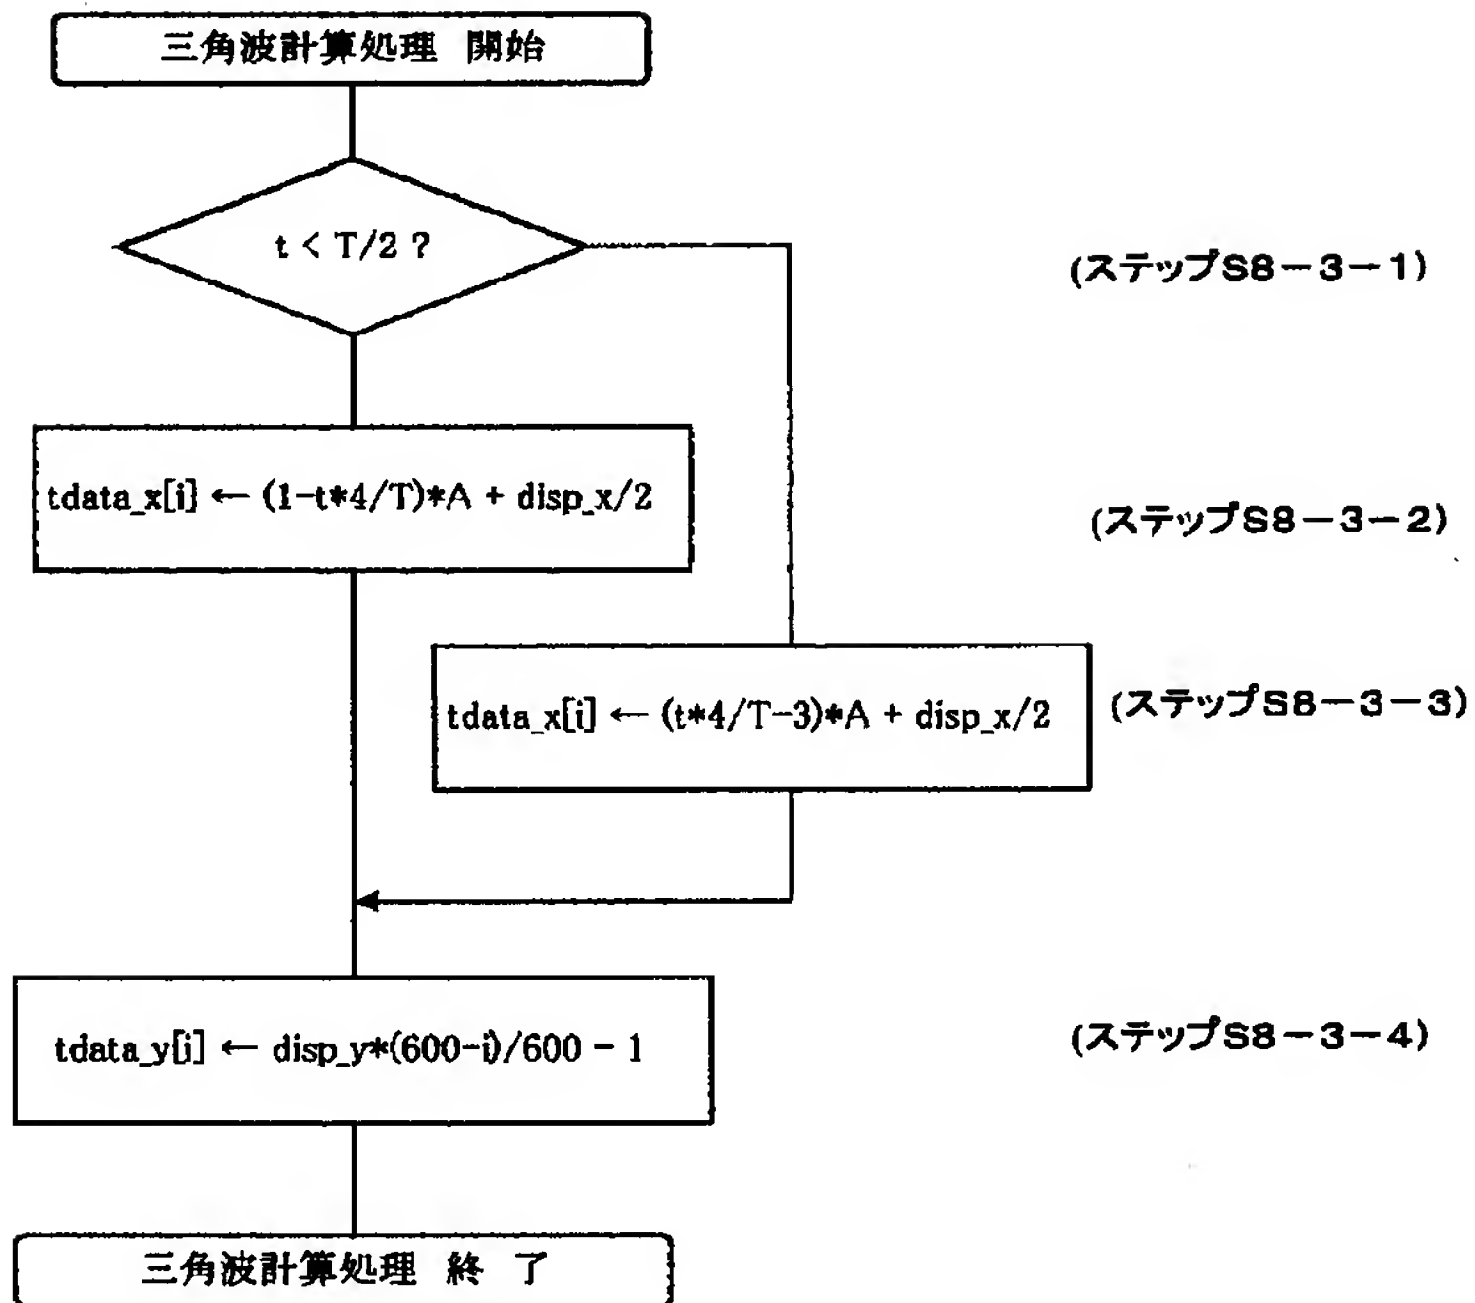 三角波計算処理 開始
t < T/2 ?
(ステップS8-3-1)
tdata_x[i] ← (1-t*4/T)*A + disp_x/2
(ステップS8-3-2)
tdata_x[i] ← (t*4/T-3)*A + disp_x/2
(ステップS8-3-3)
tdata_y[i] ← disp_y*(600-i)/600 - 1
(ステップS8-3-4)
三角波計算処理 終 了